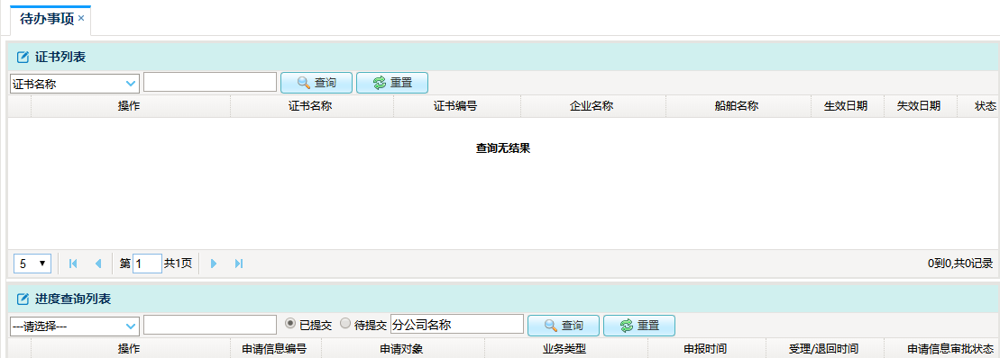 待办事项 ×
证书列表
证书名称 查询 重置
操作 证书名称 证书编号 企业名称 船舶名称 生效日期 失效日期 状态
查询无结果
5 第 1 共1页 0到0,共0记录
进度查询列表
---请选择--- 已提交 待提交 分公司名称 查询 重置
操作 申请信息编号 申请对象 业务类型 申报时间 受理/退回时间 申请信息审批状态